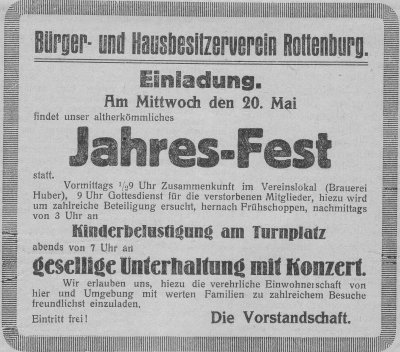 Bürger- und Hausbesitzerverein Rottenburg.
Einladung.
Am Mittwoch den 20. Mai
findet unser altherkömmliches
Jahres-Fest
statt.
Vormittags ½9 Uhr Zusammenkunft im Vereinslokal (Brauerei
Huber), 9 Uhr Gottesdienst für die verstorbenen Mitglieder, hiezu wird
um zahlreiche Beteiligung ersucht, hernach Frühschoppen, nachmittags
von 3 Uhr an
Kinderbelustigung am Turnplatz
abends von 7 Uhr an
gesellige Unterhaltung mit Konzert.
Wir erlauben uns, hiezu die verehrliche Einwohnerschaft von
hier und Umgebung mit werten Familien zu zahlreichem Besuche
freundlichst einzuladen.
Eintritt frei! Die Vorstandschaft.